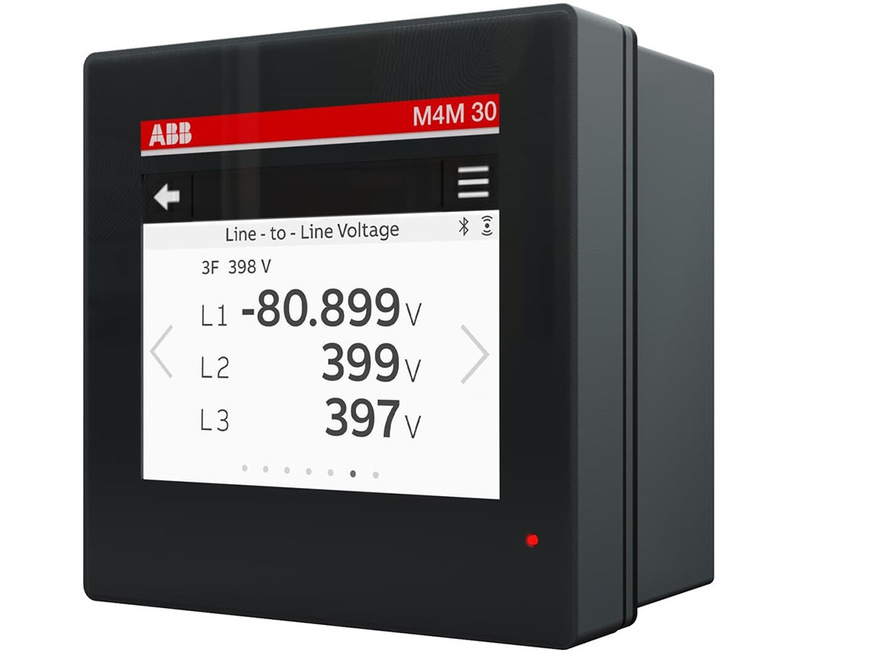 ABB
M4M 30
Line - to - Line Voltage
3F 398 V
L1 -80.899 V
L2 399 V
L3 397 V